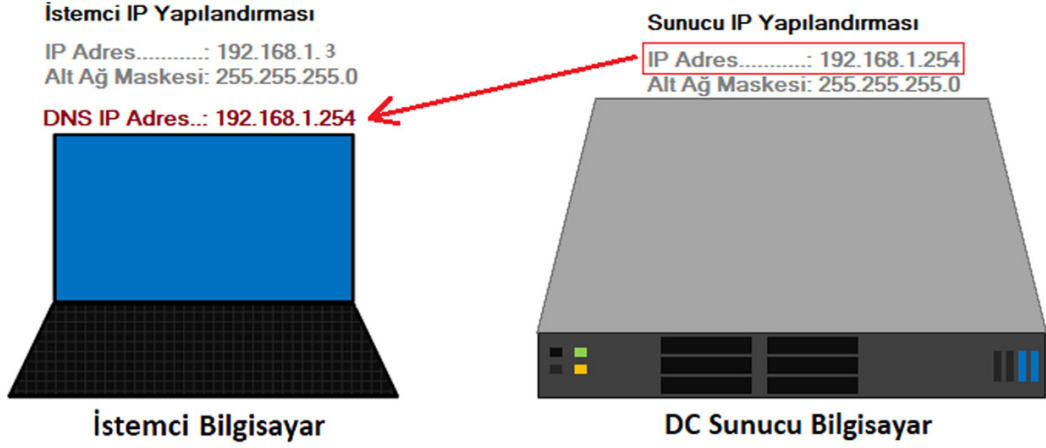 İstemci IP Yapılandırması
IP Adres...........: 192.168.1.3
Alt Ağ Maskesi: 255.255.255.0
DNS IP Adres..: 192.168.1.254
İstemci Bilgisayar
Sunucu IP Yapılandırması
IP Adres...........: 192.168.1.254
Alt Ağ Maskesi: 255.255.255.0
DC Sunucu Bilgisayar